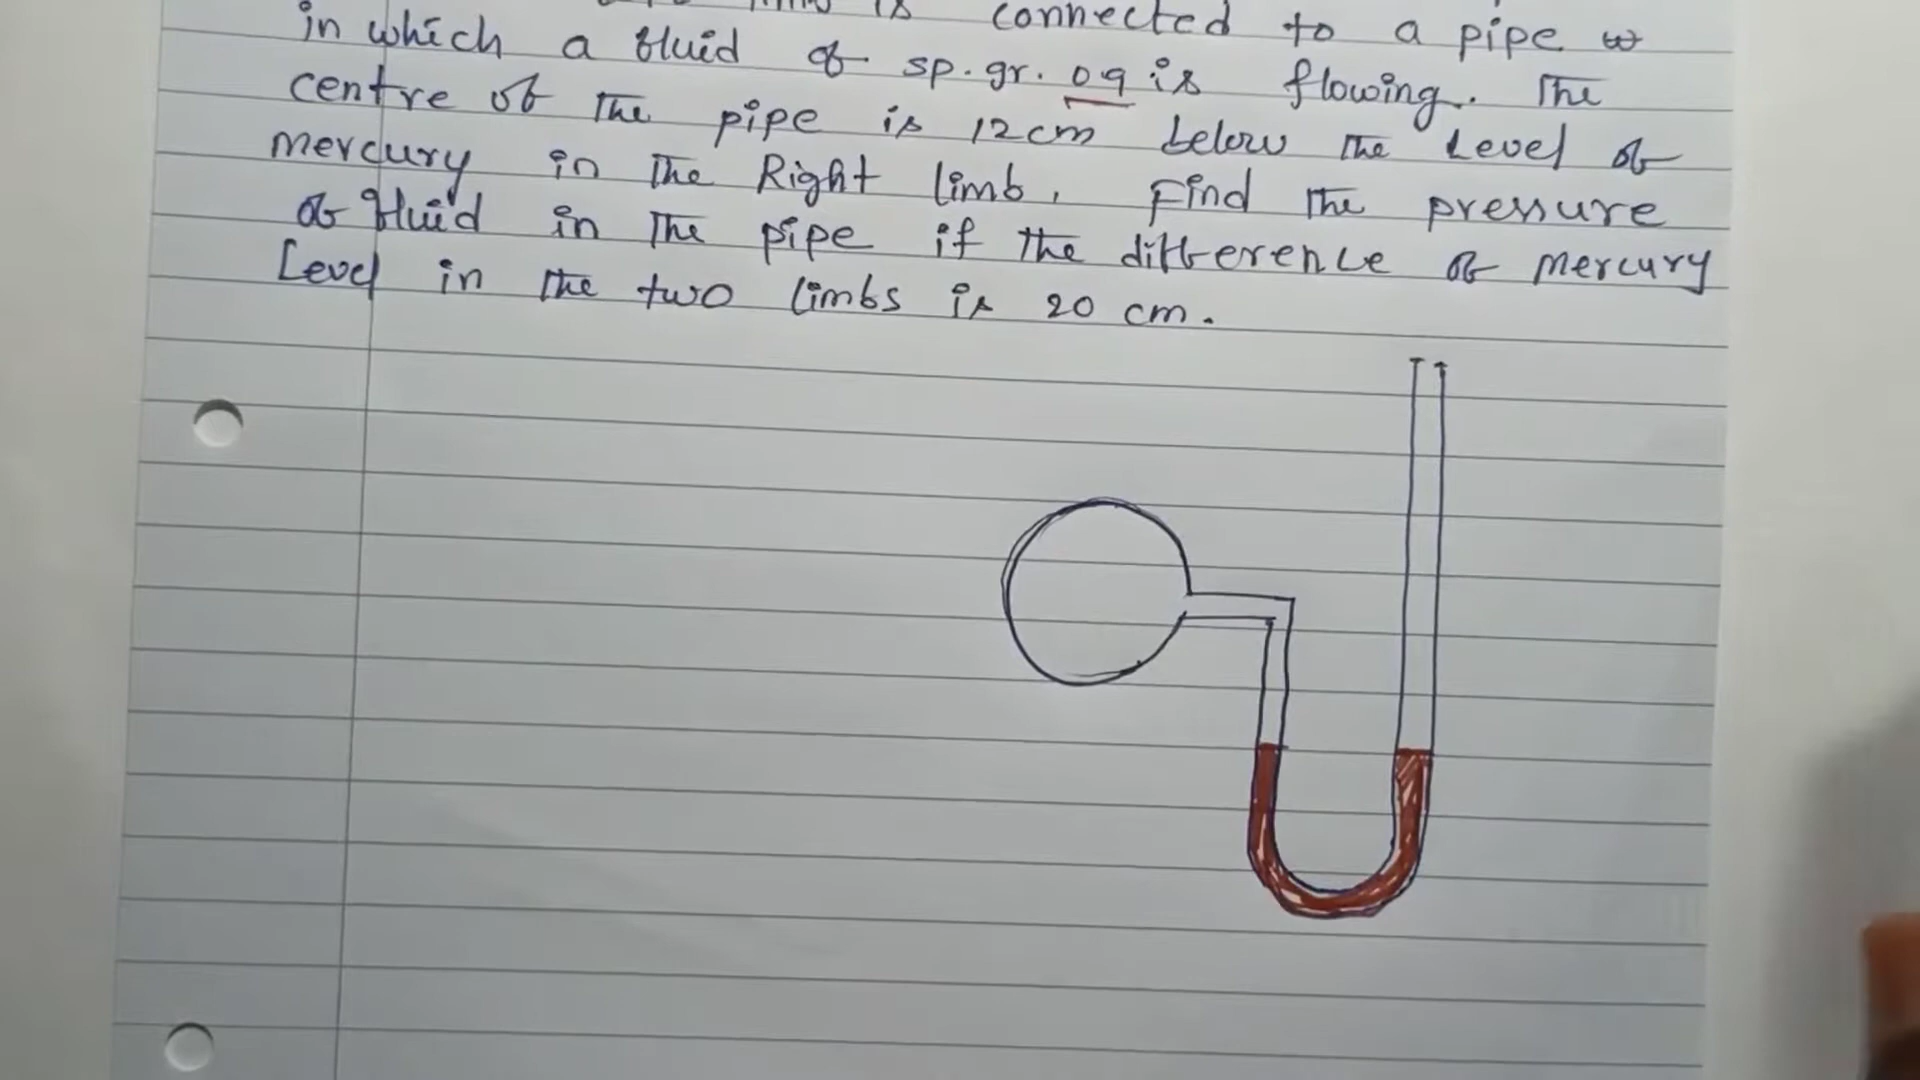 is connected to a pipe
in which a fluid of sp.gr. 0.9 is flowing. The
centre of the pipe is 12cm below the Level of
mercury in the Right limb, Find the pressure
of fluid in the pipe if the difference of mercury
Level in the two limbs is 20 cm.